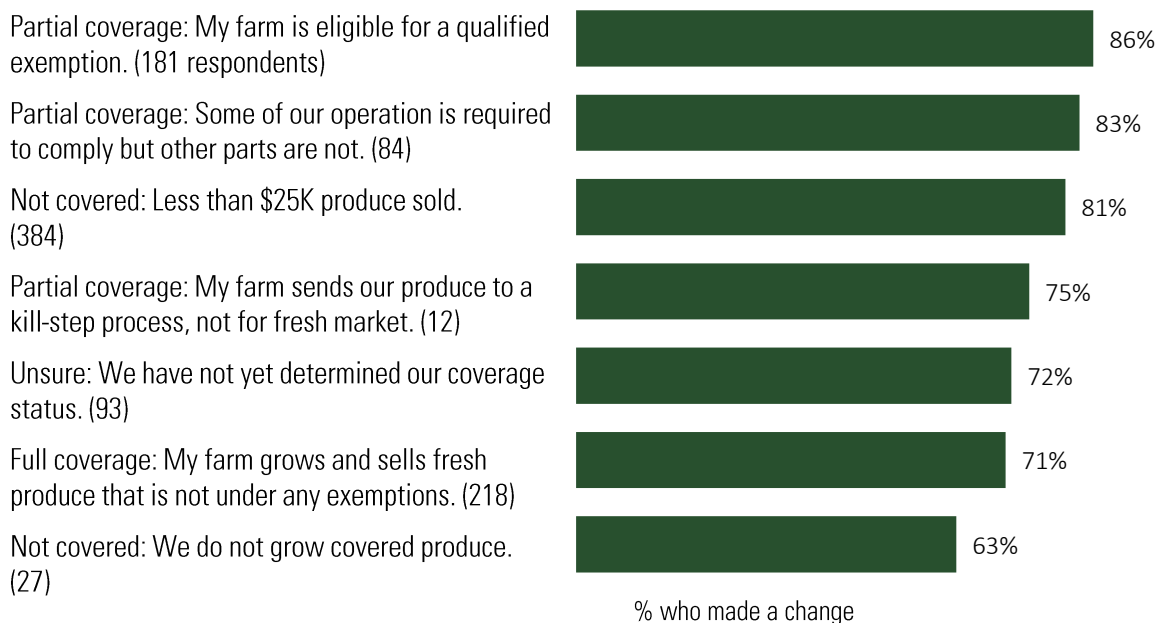 Partial coverage: My farm is eligible for a qualified
exemption. (181 respondents)
86%
Partial coverage: Some of our operation is required
to comply but other parts are not. (84)
83%
Not covered: Less than $25K produce sold.
(384)
81%
Partial coverage: My farm sends our produce to a
kill-step process, not for fresh market. (12)
75%
Unsure: We have not yet determined our coverage
status. (93)
72%
Full coverage: My farm grows and sells fresh
produce that is not under any exemptions. (218)
71%
Not covered: We do not grow covered produce.
(27)
63%
% who made a change